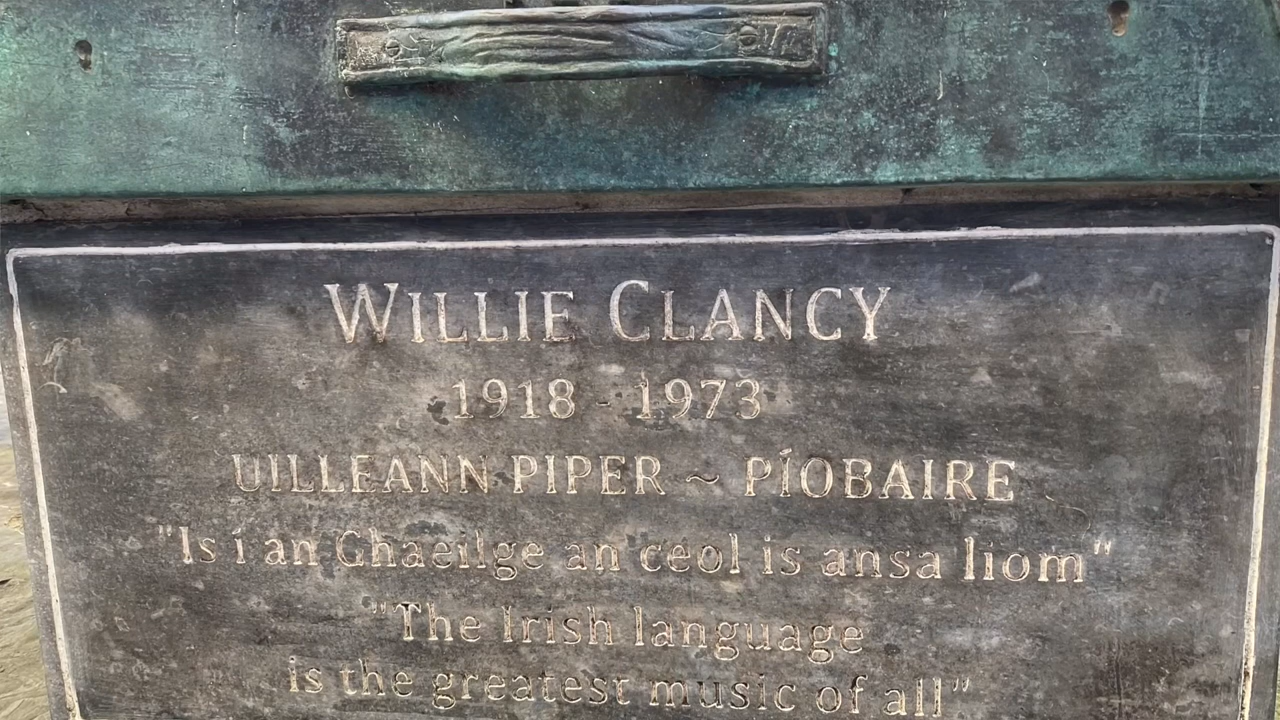 WILLIE CLANCY
1918 - 1973
UILLEANN PIPER ~ PÍOBAIRE
"Is í an Ghaeilge an ceol is ansa liom"
"The Irish language
is the greatest music of all"